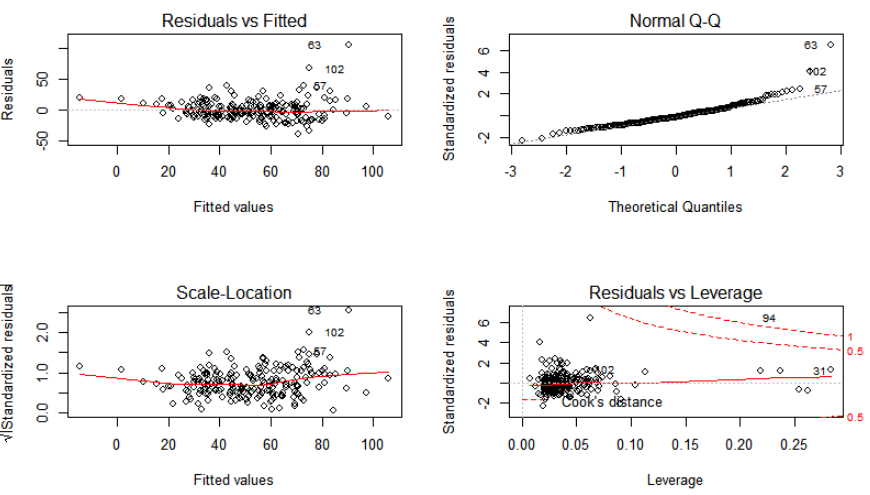 Residuals vs Fitted
Residuals
50
0
-50
63
102
57
0 20 40 60 80 100
Fitted values
Normal Q-Q
Standardized residuals
6
4
2
-2
63
102
57
-3 -2 -1 0 1 2 3
Theoretical Quantiles
Scale-Location
√|Standardized residuals|
2.0
1.0
0.0
63
102
57
0 20 40 60 80 100
Fitted values
Residuals vs Leverage
Standardized residuals
6
4
2
-2
94
1
0.5
102
31
Cook's distance
0.5
0.00 0.05 0.10 0.15 0.20 0.25
Leverage